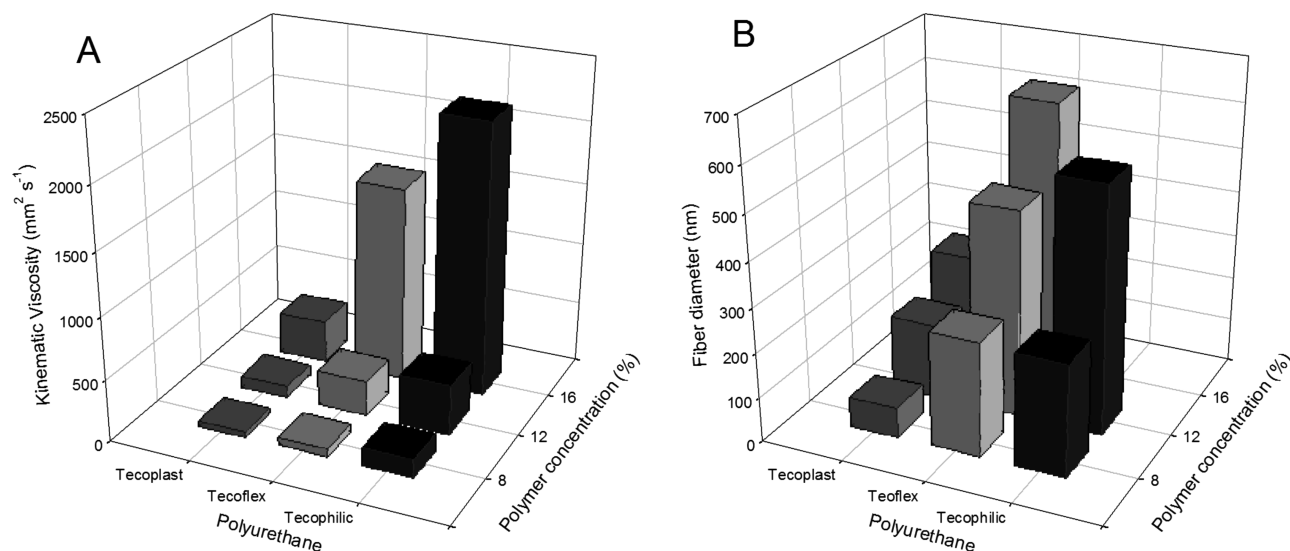 A
Kinematic Viscosity (mm² s⁻¹)
2500
2000
1500
1000
500
0
Tecoplast
Tecoflex
Tecophilic
Polyurethane
8
12
16
Polymer concentration (%)
B
Fiber diameter (nm)
700
600
500
400
300
200
100
0
Tecoplast
Teoflex
Tecophilic
Polyurethane
8
12
16
Polymer concentration (%)